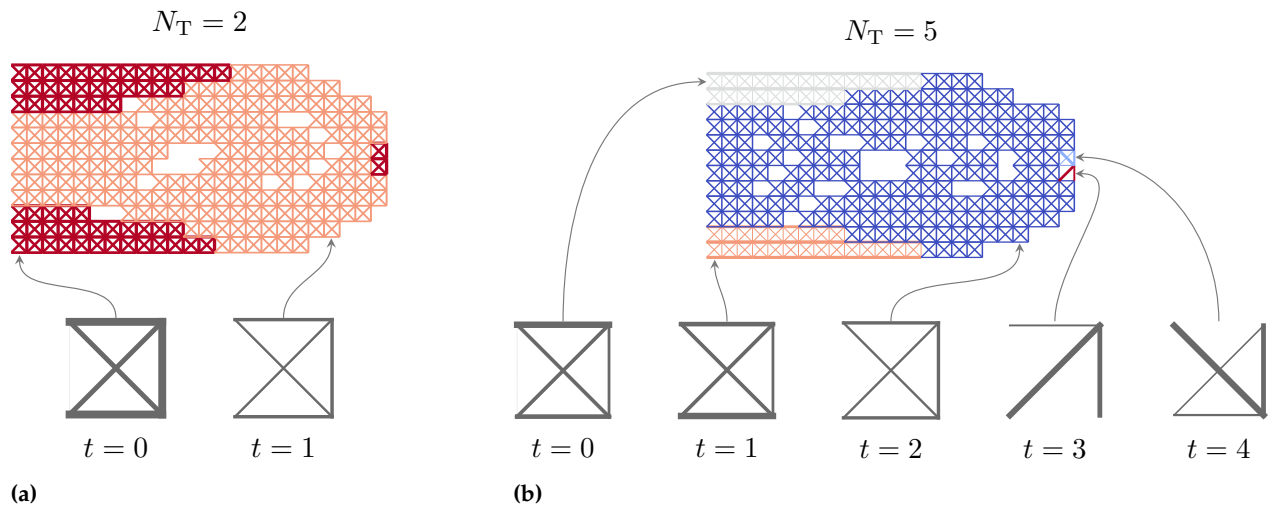 N_T = 2
t = 0
t = 1
(a)
N_T = 5
t = 0
t = 1
t = 2
t = 3
t = 4
(b)